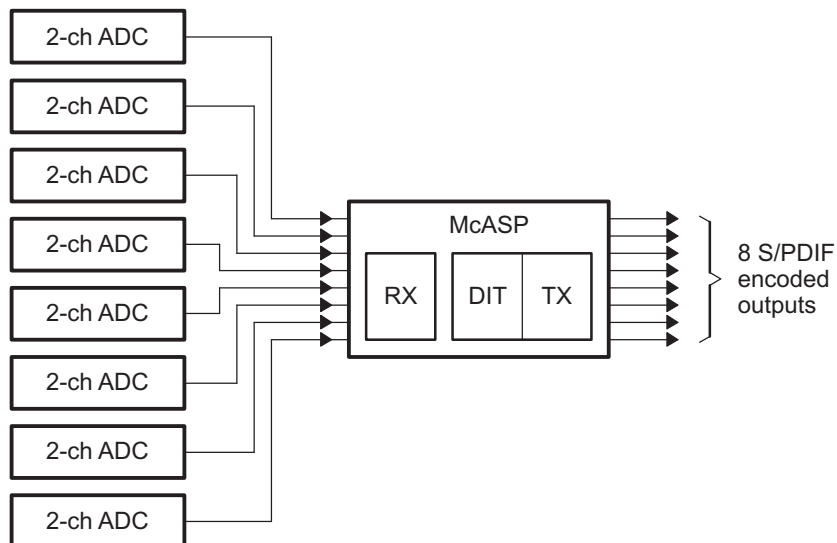 2-ch ADC
2-ch ADC
2-ch ADC
2-ch ADC
2-ch ADC
2-ch ADC
2-ch ADC
2-ch ADC
McASP
RX
DIT
TX
8 S/PDIF
encoded
outputs